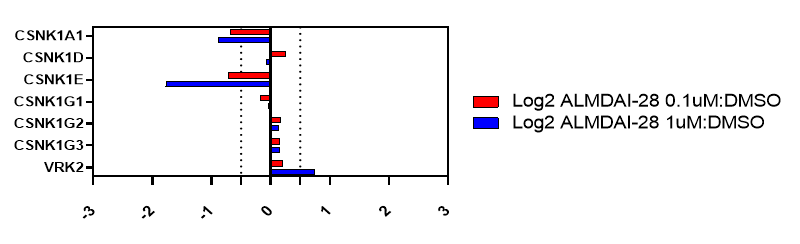 CSNK1A1
CSNK1D
CSNK1E
CSNK1G1
CSNK1G2
CSNK1G3
VRK2
-3 -2 -1 0 1 2 3
Log2 ALMDAI-28 0.1uM:DMSO
Log2 ALMDAI-28 1uM:DMSO